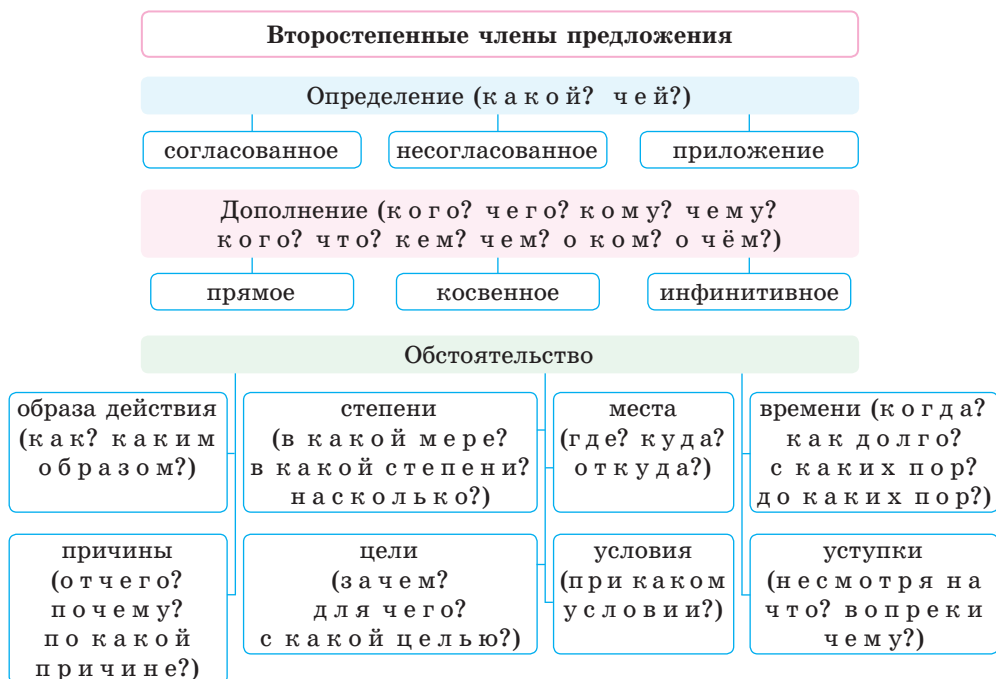 Второстепенные члены предложения
Определение (какой? чей?)
согласованное
несогласованное
приложение
Дополнение (кого? чего? кому? чему?
кого? что? кем? чем? о ком? о чём?)
прямое
косвенное
инфинитивное
Обстоятельство
образа действия
(как? каким
образом?)
степени
(в какой мере?
в какой степени?
насколько?)
места
(где? куда?
откуда?)
времени (когда?
как долго?
с каких пор?
до каких пор?)
причины
(отчего?
почему?
по какой
причине?)
цели
(зачем?
для чего?
с какой целью?)
условия
(при каком
условии?)
уступки
(несмотря на
что? вопреки
чему?)